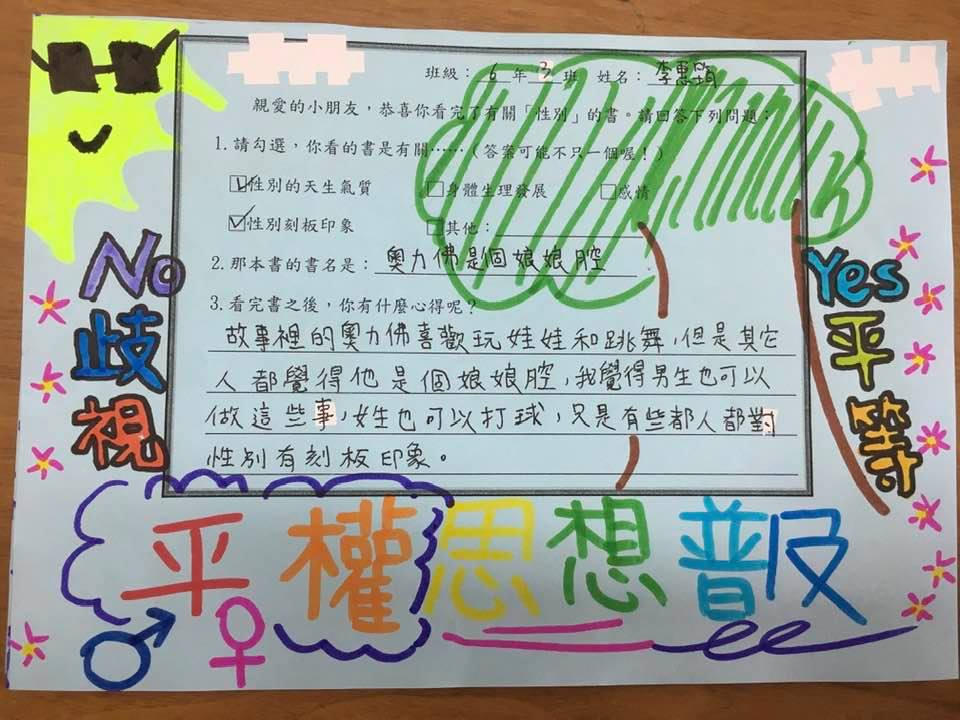 班級：6年3班 姓名：李惠筠
親愛的小朋友，恭喜你看完了有關「性別」的書。請回答下列問題：
1.請勾選，你看的書是有關……（答案可能不只一個喔！）
☑性別的天生氣質 □身體生理發展 □感情
☑性別刻板印象 □其他：
2.那本書的書名是：奧力佛是個娘娘腔
3.看完書之後，你有什麼心得呢？
故事裡的奧力佛喜歡玩娃娃和跳舞，但是其它
人都覺得他是個娘娘腔，我覺得男生也可以
做這些事，女生也可以打球，只是有些都人都對
性別有刻板印象。
No
歧
視
Yes
平
等
平權思想普及